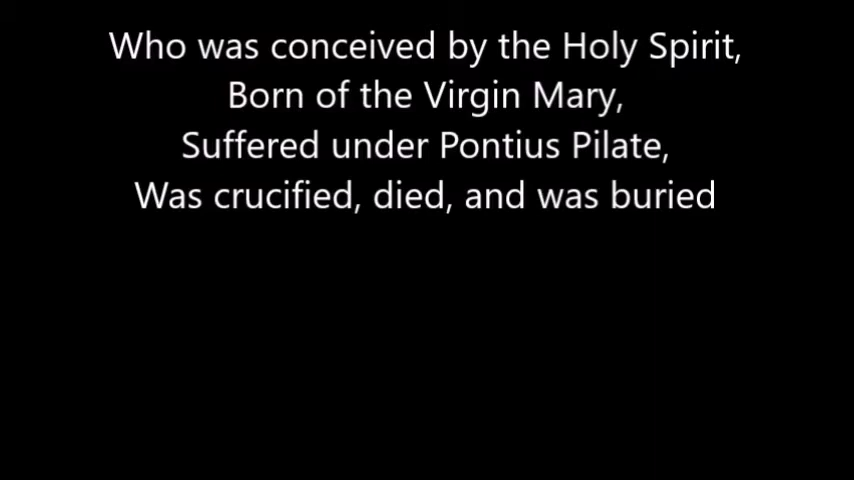 Who was conceived by the Holy Spirit,
Born of the Virgin Mary,
Suffered under Pontius Pilate,
Was crucified, died, and was buried